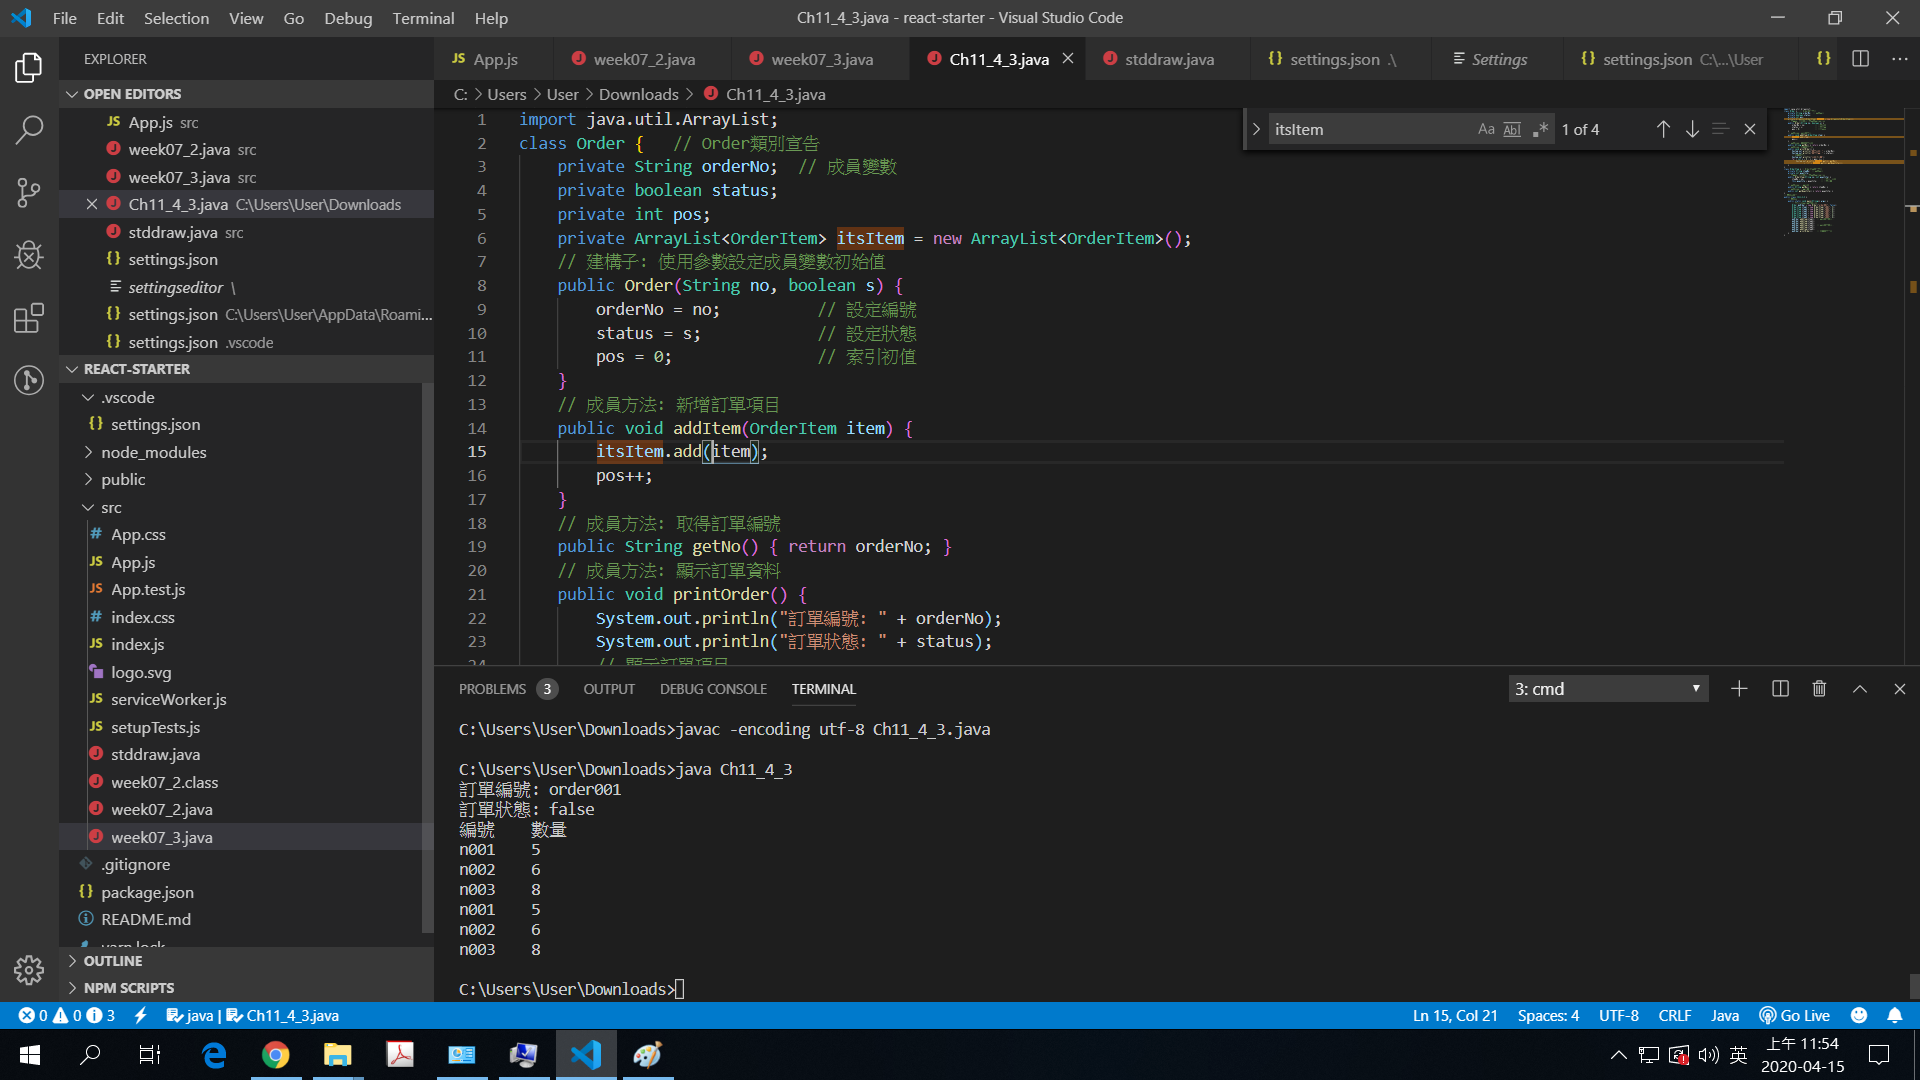 File Edit Selection View Go Debug Terminal Help
Ch11_4_3.java - react-starter - Visual Studio Code
EXPLORER
OPEN EDITORS
App.js src
week07_2.java src
week07_3.java src
Ch11_4_3.java C:\Users\User\Downloads
stddraw.java src
settings.json
settingseditor \
settings.json C:\Users\User\AppData\Roami...
settings.json .vscode
REACT-STARTER
.vscode
settings.json
node_modules
public
src
App.css
App.js
App.test.js
index.css
index.js
logo.svg
serviceWorker.js
setupTests.js
stddraw.java
week07_2.class
week07_2.java
week07_3.java
.gitignore
package.json
README.md
yarn.lock
OUTLINE
NPM SCRIPTS
App.js week07_2.java week07_3.java Ch11_4_3.java stddraw.java settings.json .\ Settings settings.json C:\...\User
C: > Users > User > Downloads > Ch11_4_3.java
itsItem Aa Abl .* 1 of 4
1 import java.util.ArrayList;
2 class Order { // Order類別宣告
3 private String orderNo; // 成員變數
4 private boolean status;
5 private int pos;
6 private ArrayList<OrderItem> itsItem = new ArrayList<OrderItem>();
7 // 建構子: 使用參數設定成員變數初始值
8 public Order(String no, boolean s) {
9 orderNo = no; // 設定編號
10 status = s; // 設定狀態
11 pos = 0; // 索引初值
12 }
13 // 成員方法: 新增訂單項目
14 public void addItem(OrderItem item) {
15 itsItem.add(item);
16 pos++;
17 }
18 // 成員方法: 取得訂單編號
19 public String getNo() { return orderNo; }
20 // 成員方法: 顯示訂單資料
21 public void printOrder() {
22 System.out.println("訂單編號: " + orderNo);
23 System.out.println("訂單狀態: " + status);
24 // 顯示訂單項目
PROBLEMS 3 OUTPUT DEBUG CONSOLE TERMINAL 3: cmd
C:\Users\User\Downloads>javac -encoding utf-8 Ch11_4_3.java
C:\Users\User\Downloads>java Ch11_4_3
訂單編號: order001
訂單狀態: false
編號 數量
n001 5
n002 6
n003 8
n001 5
n002 6
n003 8
C:\Users\User\Downloads>
0 0 3 java | Ch11_4_3.java Ln 15, Col 21 Spaces: 4 UTF-8 CRLF Java Go Live
英 上午 11:54
2020-04-15